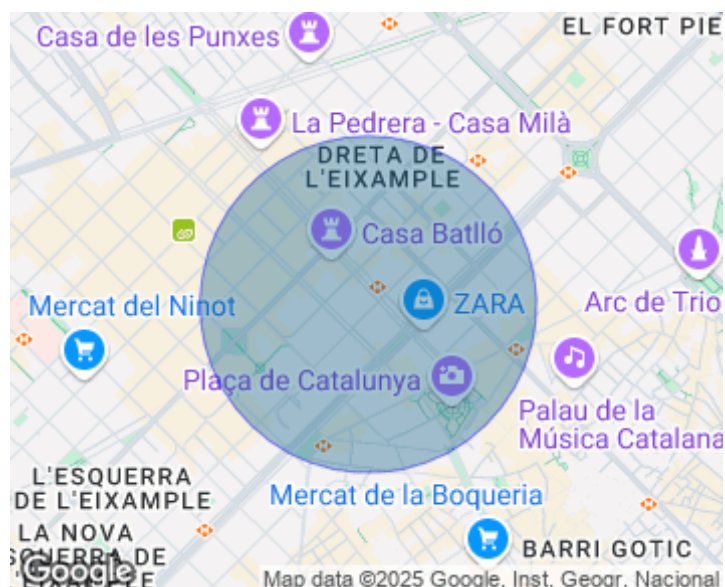 EL FORT PIE
Casa de les Punxes
La Pedrera - Casa Milà
DRETA DE
L'EIXAMPLE
Casa Batlló
ZARA
Arc de Trio
Mercat del Ninot
Plaça de Catalunya
Palau de la
Música Catalana
L'ESQUERRA
DE L'EIXAMPLE
Mercat de la Boqueria
LA NOVA
BARRI GOTIC
Google
Map data ©2025 Google, Inst. Geogr. Nacional